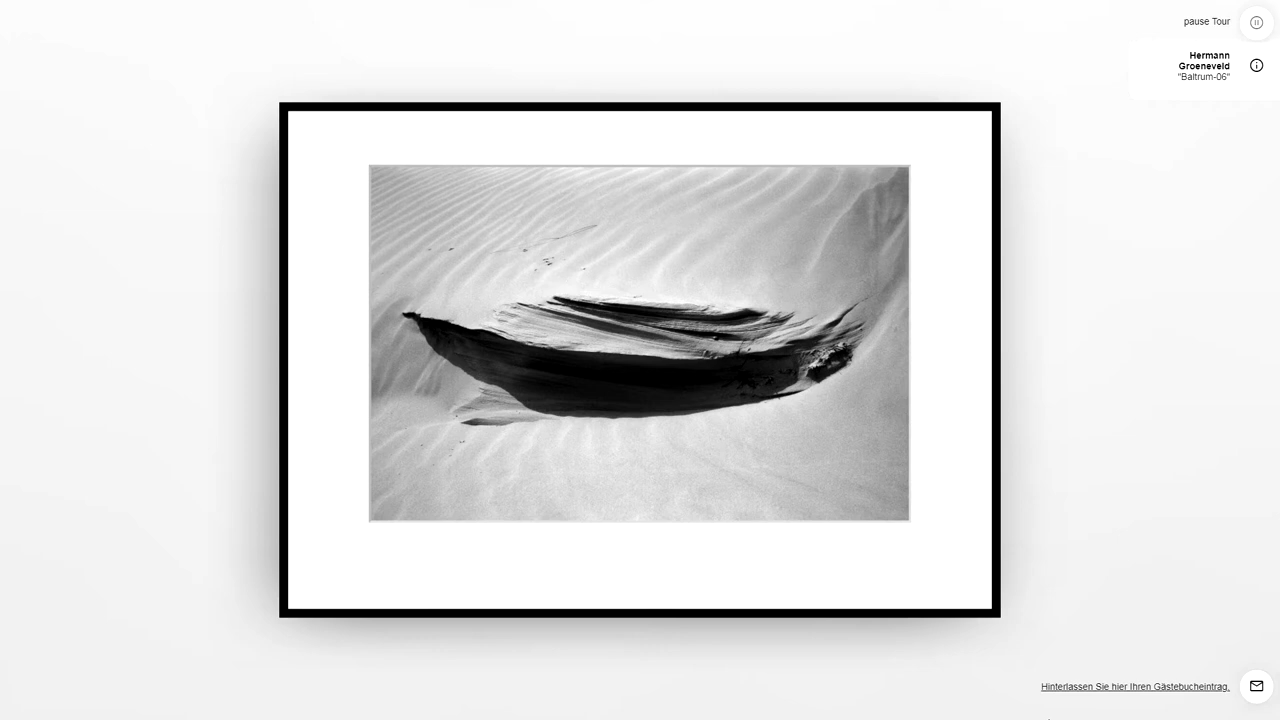 pause Tour
Hermann
Groeneveld
"Baltrum-06"
Hinterlassen Sie hier Ihren Gästebucheintrag.